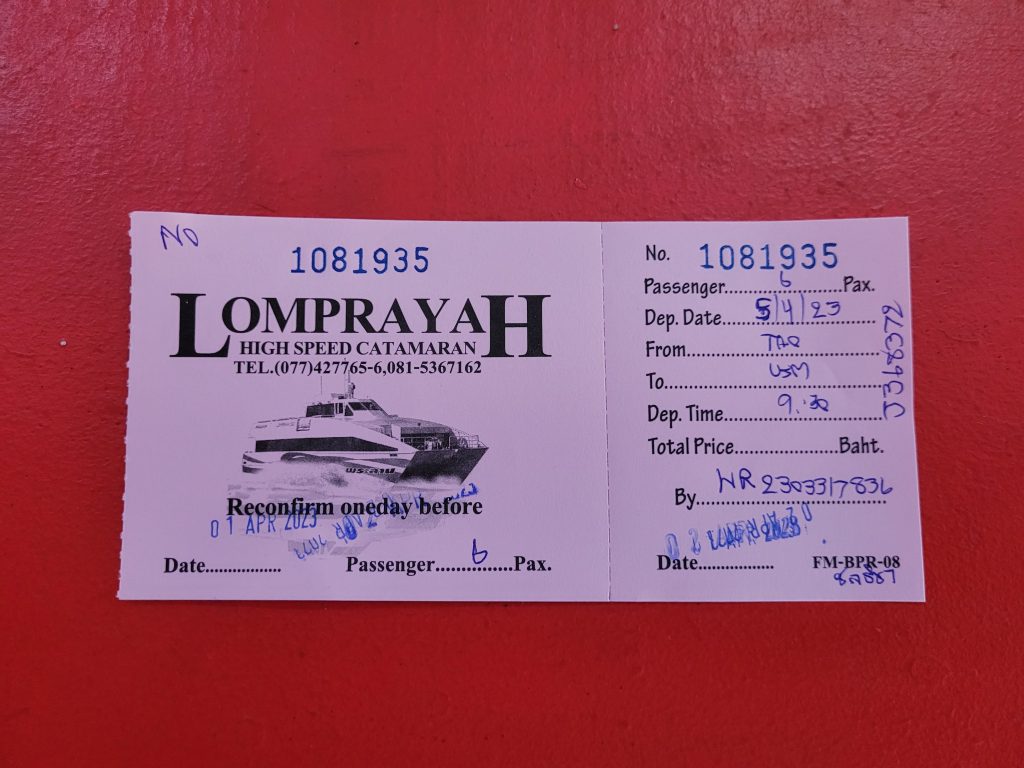 NO
1081935
LOMPRAYAH
HIGH SPEED CATAMARAN
TEL.(077)427765-6,081-5367162
Reconfirm oneday before
01 APR 2023
Date.................
Passenger.......6.......Pax.
No. 1081935
Passenger.......6.......Pax.
Dep. Date...5/4/23
From...TAO
To...USM
Dep. Time...9:30
Total Price.....................Baht.
By...WR2303317836
Date.................
FM-BPR-08